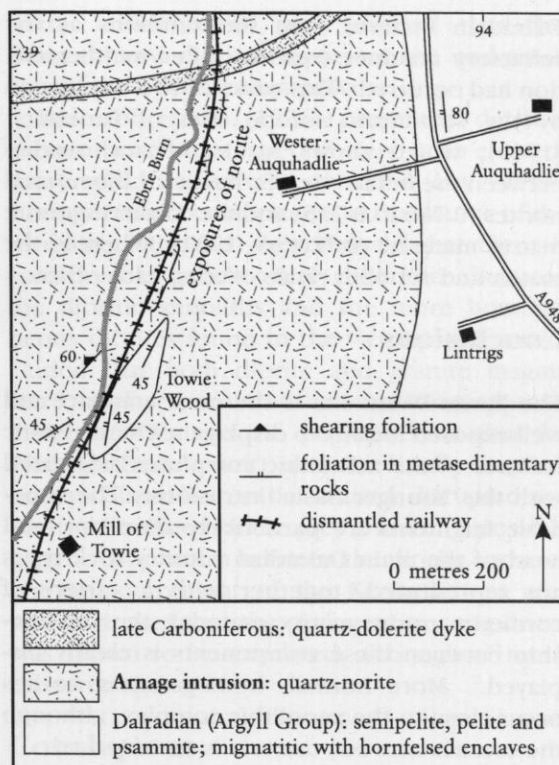 739
94
80
Wester
Auquhadlie
Upper
Auquhadlie
Ebrie Burn
exposures of norite
A948
Lintrigs
60
45
45
45
Towie
Wood
Mill of
Towie
shearing foliation
foliation in metasedimentary
rocks
dismantled railway
0 metres 200
N
late Carboniferous: quartz-dolerite dyke
Arnage intrusion: quartz-norite
Dalradian (Argyll Group): semipelite, pelite and
psammite; migmatitic with hornfelsed enclaves